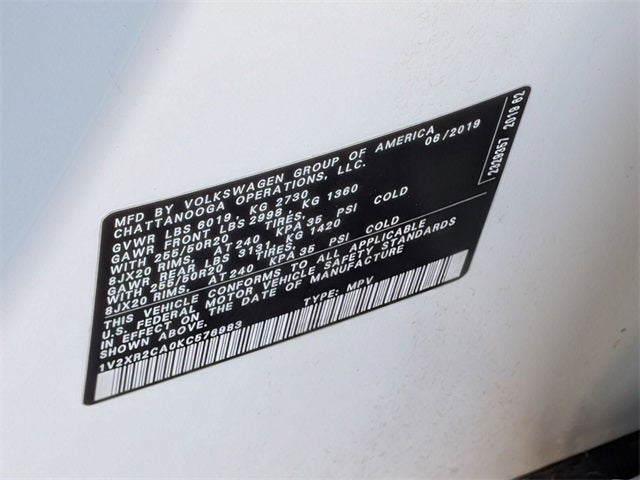 MFD BY VOLKSWAGEN GROUP OF AMERICA
CHATTANOOGA OPERATIONS, LLC. 06/2019
GVWR LBS 6019, KG 2730
GAWR FRONT LBS 2998, KG 1360
WITH 255/50R20 TIRES,
8JX20 RIMS, AT 240 KPA 35 PSI COLD
GAWR REAR LBS 3131, KG 1420
WITH 255/50R20 TIRES,
8JX20 RIMS, AT 240 KPA 35 PSI COLD
THIS VEHICLE CONFORMS TO ALL APPLICABLE
U.S. FEDERAL MOTOR VEHICLE SAFETY STANDARDS
IN EFFECT ON THE DATE OF MANUFACTURE
SHOWN ABOVE.
1V2XR2CA0KC576983 TYPE: MPV
2329357 2019 62